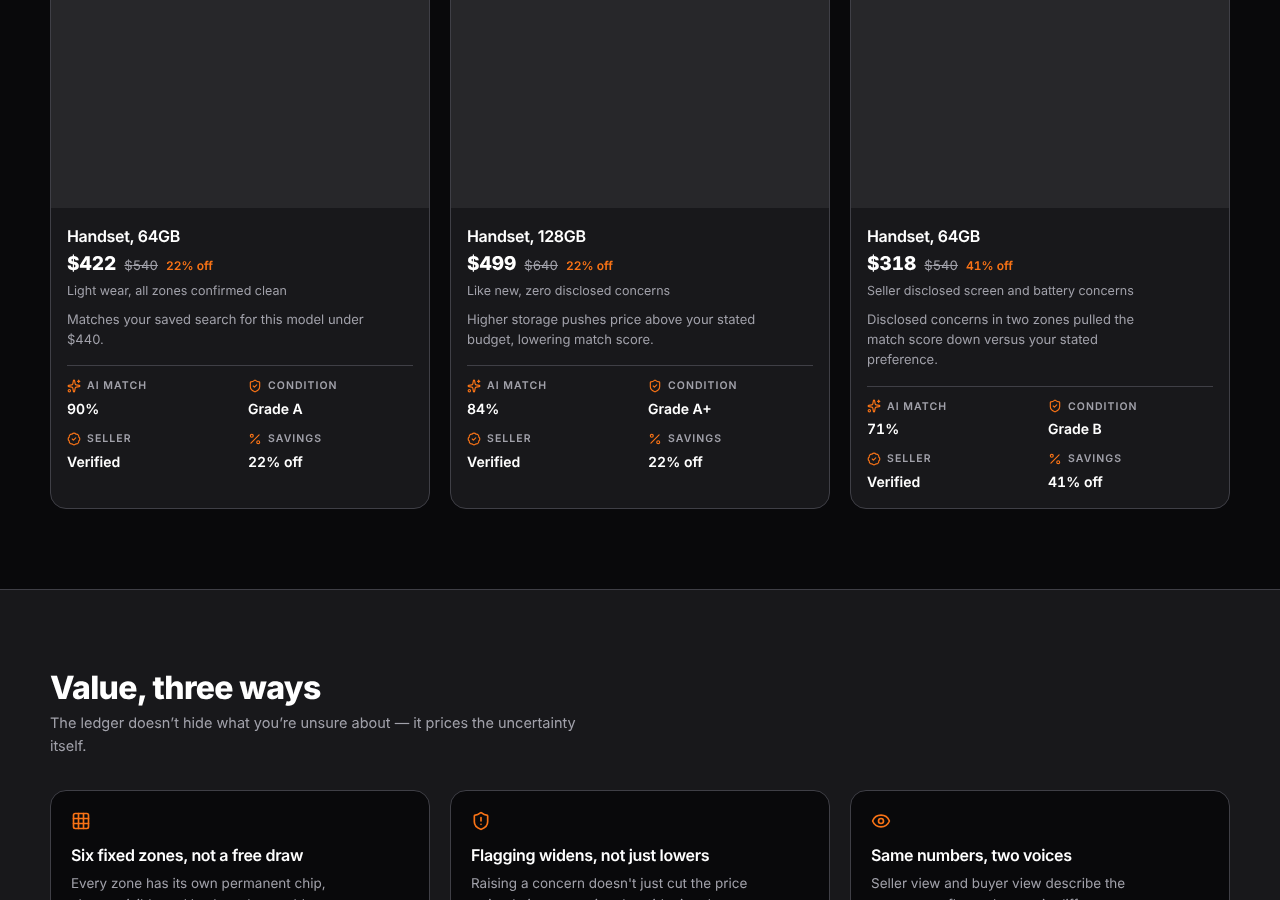 Handset, 64GB
$422 $540 22% off
Light wear, all zones confirmed clean
Matches your saved search for this model under
$440.
AI MATCH
90%
CONDITION
Grade A
SELLER
Verified
SAVINGS
22% off
Handset, 128GB
$499 $640 22% off
Like new, zero disclosed concerns
Higher storage pushes price above your stated
budget, lowering match score.
AI MATCH
84%
CONDITION
Grade A+
SELLER
Verified
SAVINGS
22% off
Handset, 64GB
$318 $540 41% off
Seller disclosed screen and battery concerns
Disclosed concerns in two zones pulled the
match score down versus your stated
preference.
AI MATCH
71%
CONDITION
Grade B
SELLER
Verified
SAVINGS
41% off
Value, three ways
The ledger doesn’t hide what you’re unsure about — it prices the uncertainty
itself.
Six fixed zones, not a free draw
Every zone has its own permanent chip,
Flagging widens, not just lowers
Raising a concern doesn't just cut the price
Same numbers, two voices
Seller view and buyer view describe the